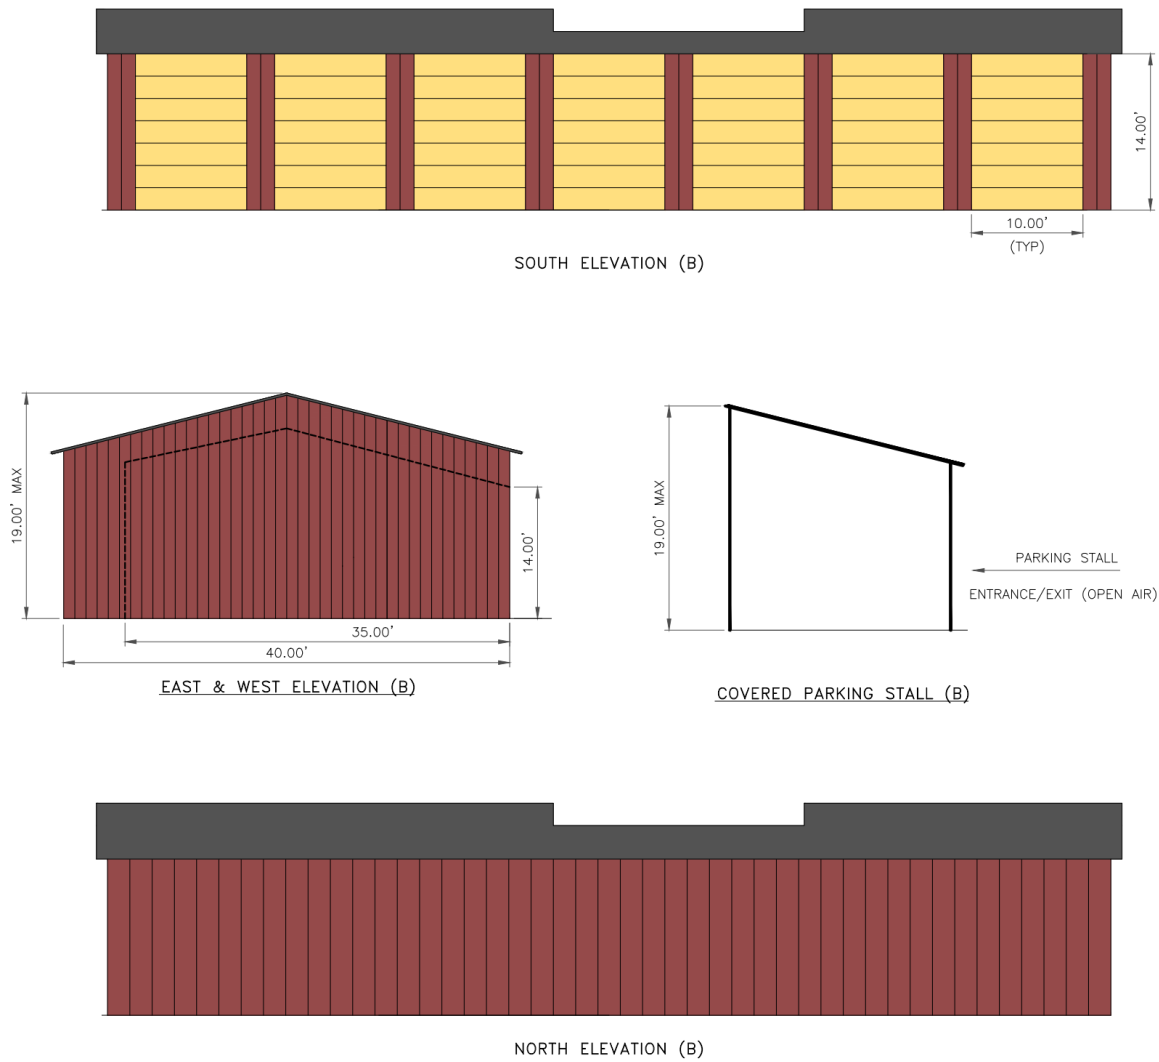 14.00'
10.00'
(TYP)
SOUTH ELEVATION (B)
19.00' MAX
14.00'
35.00'
40.00'
EAST & WEST ELEVATION (B)
19.00' MAX
PARKING STALL
ENTRANCE/EXIT (OPEN AIR)
COVERED PARKING STALL (B)
NORTH ELEVATION (B)